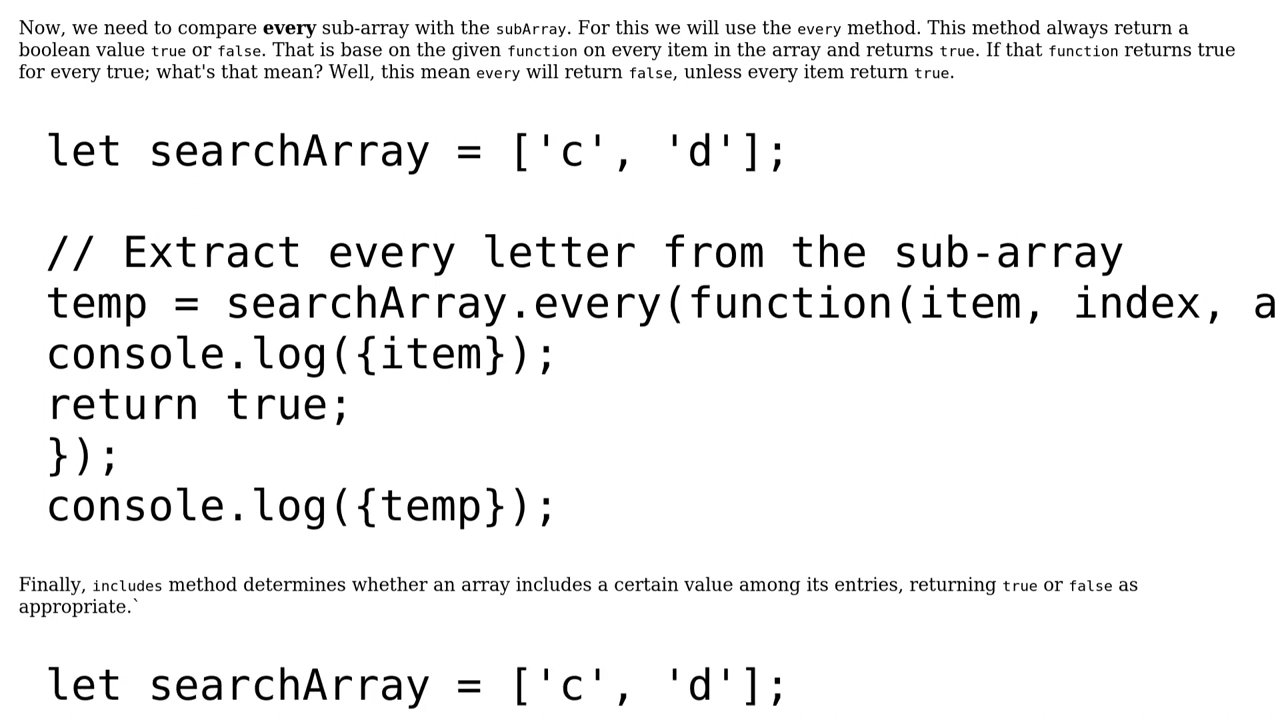 Now, we need to compare every sub-array with the subArray. For this we will use the every method. This method always return a
boolean value true or false. That is base on the given function on every item in the array and returns true. If that function returns true
for every true; what's that mean? Well, this mean every will return false, unless every item return true.
let searchArray = ['c', 'd'];
// Extract every letter from the sub-array
temp = searchArray.every(function(item, index, a
console.log({item});
return true;
});
console.log({temp});
Finally, includes method determines whether an array includes a certain value among its entries, returning true or false as
appropriate.`
let searchArray = ['c', 'd'];